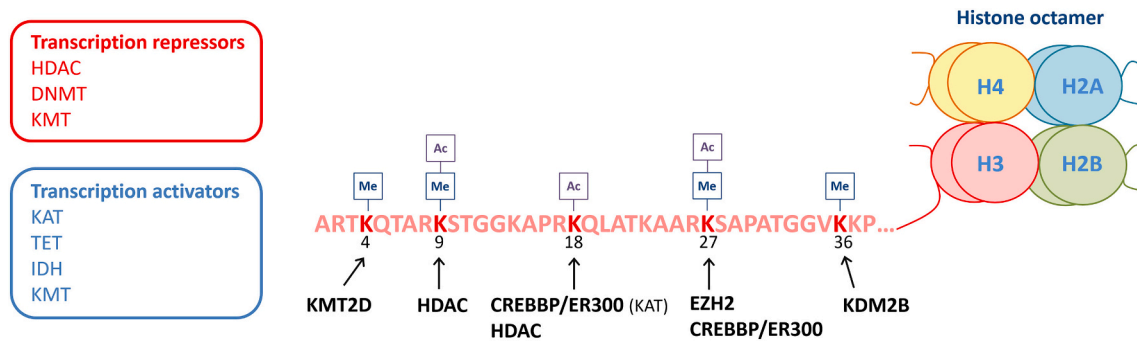 Transcription repressors
HDAC
DNMT
KMT
Transcription activators
KAT
TET
IDH
KMT
Histone octamer
H4
H2A
H3
H2B
Ac
Ac
Me
Me
Ac
Me
Me
ARTKQTARKSTGGKAPRKQLATKAARKSAPATGGVKKP...
4 9 18 27 36
KMT2D
HDAC
CREBBP/ER300 (KAT)
HDAC
EZH2
CREBBP/ER300
KDM2B